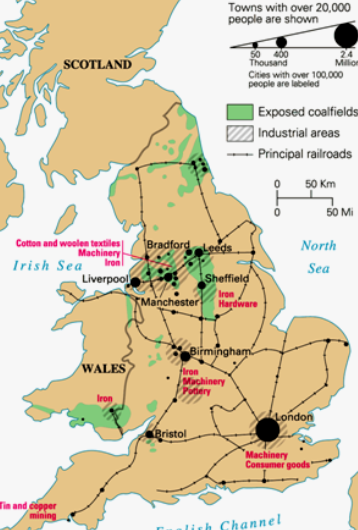 Towns with over 20,000
people are shown
50
400
2.4
Thousand
Million
Cities with over 100,000
people are labeled
SCOTLAND
Exposed coalfields
Industrial areas
Principal railroads
0 50 Km
0 50 Mi
Cotton and woolen textiles
Machinery
Iron
Bradford
Leeds
North
Sea
Irish Sea
Liverpool
Sheffield
Manchester
Iron
Hardware
Birmingham
WALES
Iron
Machinery
Pottery
Iron
London
Bristol
Machinery
Consumer goods
Tin and copper
mining
English Channel